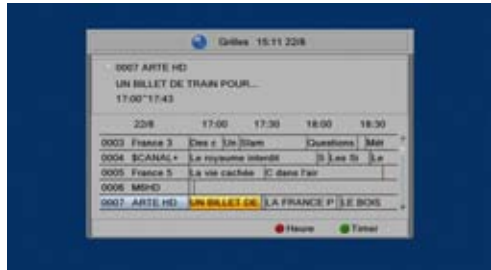 Grilles 15:11 22/8
0007 ARTE HD
UN BILLET DE TRAIN POUR...
17:00~17:43
22/8 17:00 17:30 18:00 18:30
0003 France 3 Des c Un Slam Questions Mét
0004 $CANAL+ Le royaume interdit S Les Si Le
0005 France 5 La vie cachée C dans l'air
0006 M6HD
0007 ARTE HD UN BILLET DE LA FRANCE P LE BOIS
Heure Timer